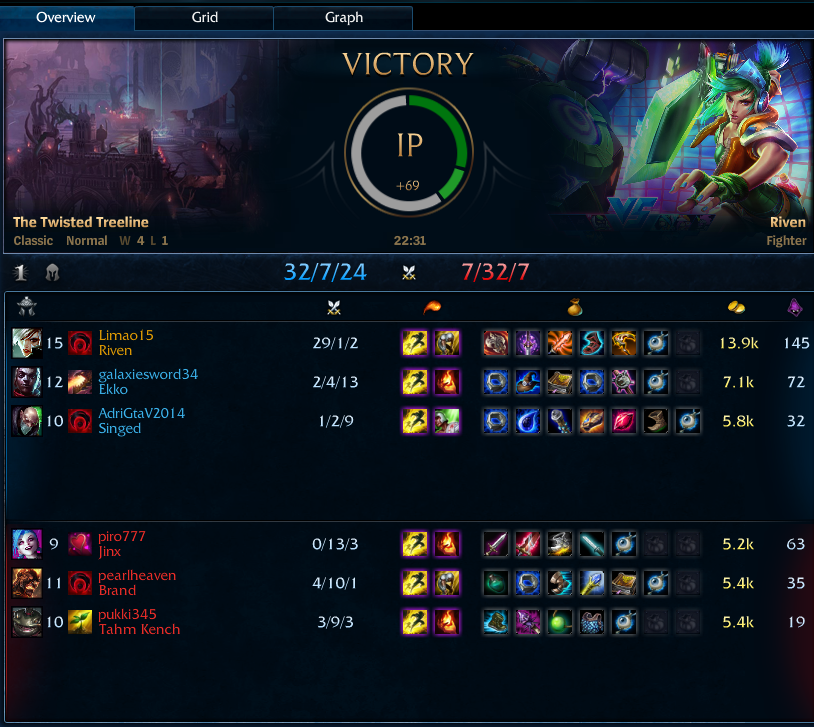 Overview Grid Graph
VICTORY
IP
+69
The Twisted Treeline Riven
Classic Normal W 4 L 1 22:31 Fighter
1 32/7/24 7/32/7
15 Limao15 29/1/2 13.9k 145
Riven
12 galaxiesword34 2/4/13 7.1k 72
Ekko
10 AdriGtaV2014 1/2/9 5.8k 32
Singed
9 piro777 0/13/3 5.2k 63
Jinx
11 pearlheaven 4/10/1 5.4k 35
Brand
10 pukki345 3/9/3 5.4k 19
Tahm Kench